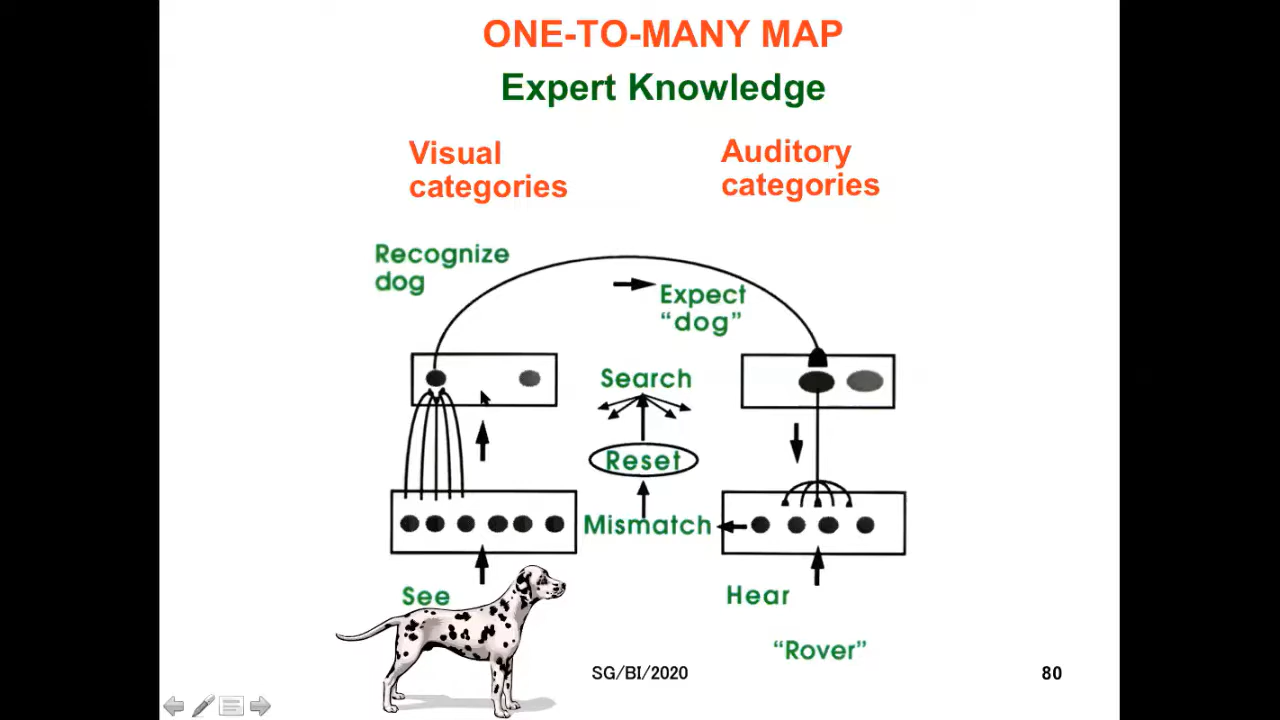 ONE-TO-MANY MAP
Expert Knowledge
Visual
categories
Auditory
categories
Recognize
dog
Expect
“dog”
Search
Reset
Mismatch
See
Hear
“Rover”
SG/BI/2020
80